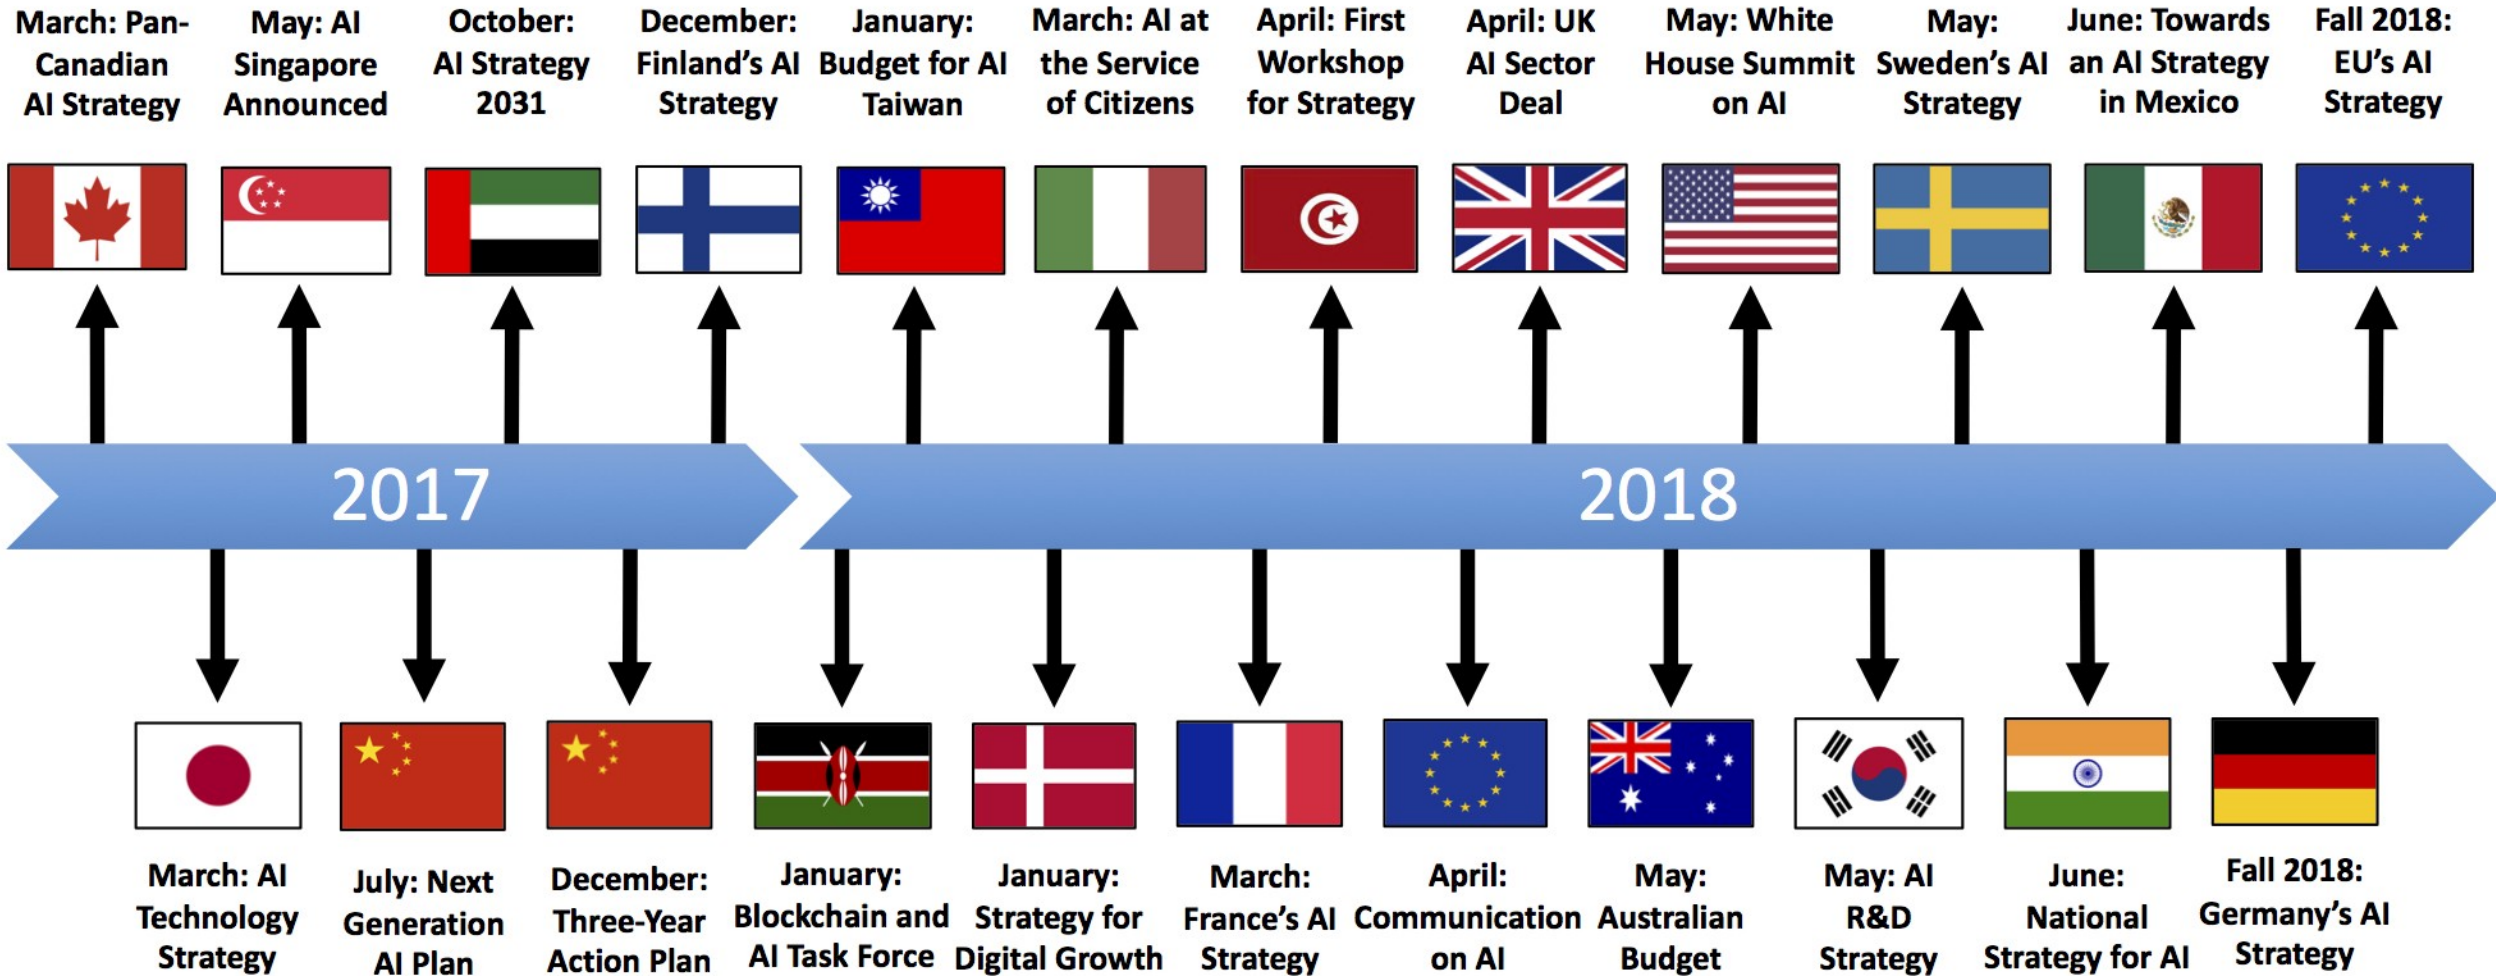 March: Pan-
Canadian
AI Strategy
May: AI
Singapore
Announced
October:
AI Strategy
2031
December:
Finland’s AI
Strategy
January:
Budget for AI
Taiwan
March: AI at
the Service
of Citizens
April: First
Workshop
for Strategy
April: UK
AI Sector
Deal
May: White
House Summit
on AI
May:
Sweden’s AI
Strategy
June: Towards
an AI Strategy
in Mexico
Fall 2018:
EU’s AI
Strategy
2017
2018
March: AI
Technology
Strategy
July: Next
Generation
AI Plan
December:
Three-Year
Action Plan
January:
Blockchain and
AI Task Force
January:
Strategy for
Digital Growth
March:
France’s AI
Strategy
April:
Communication
on AI
May:
Australian
Budget
May: AI
R&D
Strategy
June:
National
Strategy for AI
Fall 2018:
Germany’s AI
Strategy